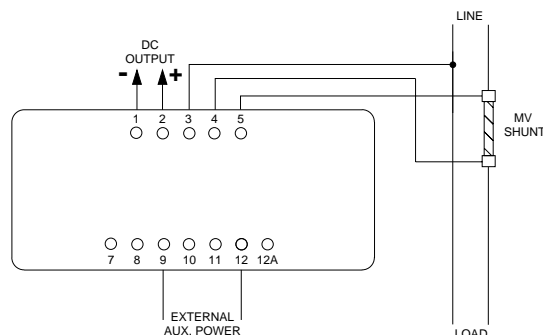 LINE
DC
OUTPUT
- +
1 2 3 4 5
MV
SHUNT
7 8 9 10 11 12 12A
EXTERNAL
AUX. POWER
LOAD